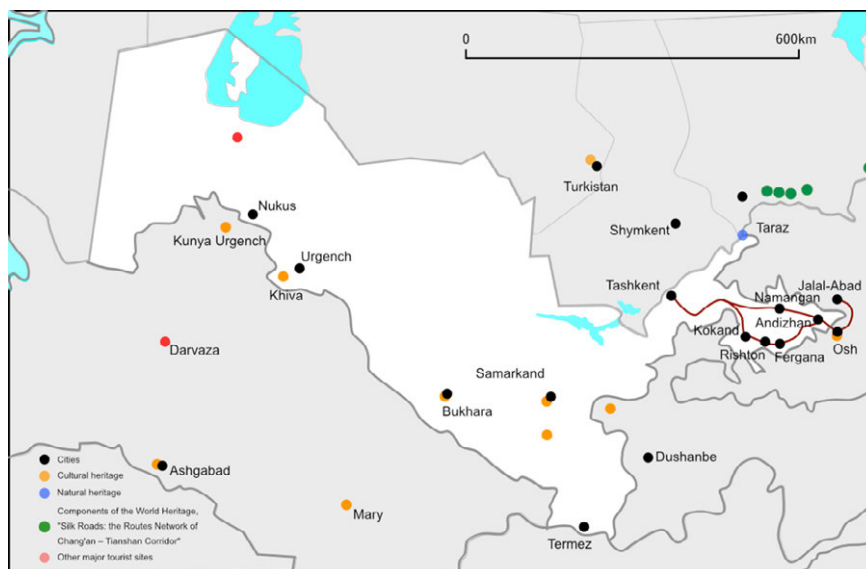 0
600km
Turkistan
Nukus
Shymkent
Taraz
Kunya Urgench
Urgench
Khiva
Tashkent
Jalal-Abad
Namangan
Andizhan
Kokand
Osh
Rishton
Fergana
Darvaza
Samarkand
Bukhara
Dushanbe
Ashgabad
Mary
Termez
Cities
Cultural heritage
Natural heritage
Components of the World Heritage,
"Silk Roads: the Routes Network of
Chang'an – Tianshan Corridor"
Other major tourist sites